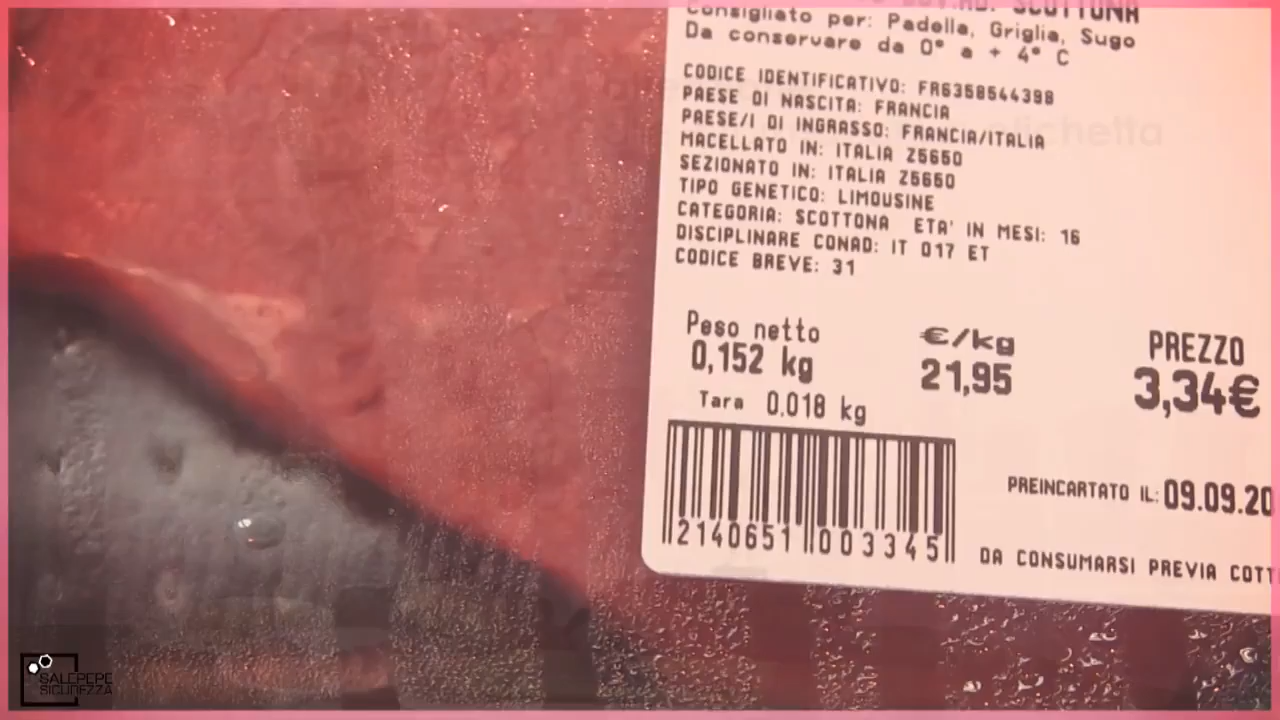 SCOTTONA
Consigliato per: Padella, Griglia, Sugo
Da conservare da 0° a + 4° C
CODICE IDENTIFICATIVO: FR6358544398
PAESE DI NASCITA: FRANCIA
PAESE/I DI INGRASSO: FRANCIA/ITALIA
etichetta
MACELLATO IN: ITALIA Z5650
SEZIONATO IN: ITALIA Z5650
TIPO GENETICO: LIMOUSINE
CATEGORIA: SCOTTONA ETA' IN MESI: 16
DISCIPLINARE CONAD: IT 017 ET
CODICE BREVE: 31
Peso netto €/kg PREZZO
0,152 kg 21,95 3,34€
Tara 0,018 kg
PREINCARTATO IL: 09.09.20
2140651 003345
DA CONSUMARSI PREVIA COTT
SALEPEPE
SICUREZZA